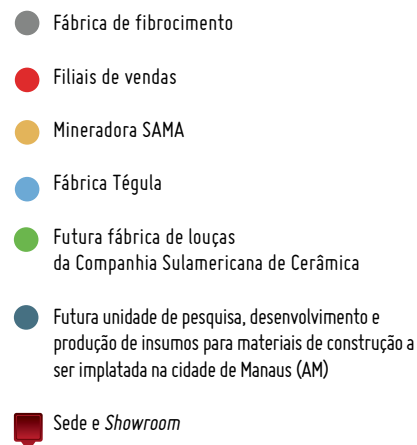 Fábrica de fibrocimento
Filiais de vendas
Mineradora SAMA
Fábrica Tégula
Futura fábrica de louças
da Companhia Sulamericana de Cerâmica
Futura unidade de pesquisa, desenvolvimento e
produção de insumos para materiais de construção a
ser implatada na cidade de Manaus (AM)
Sede e Showroom